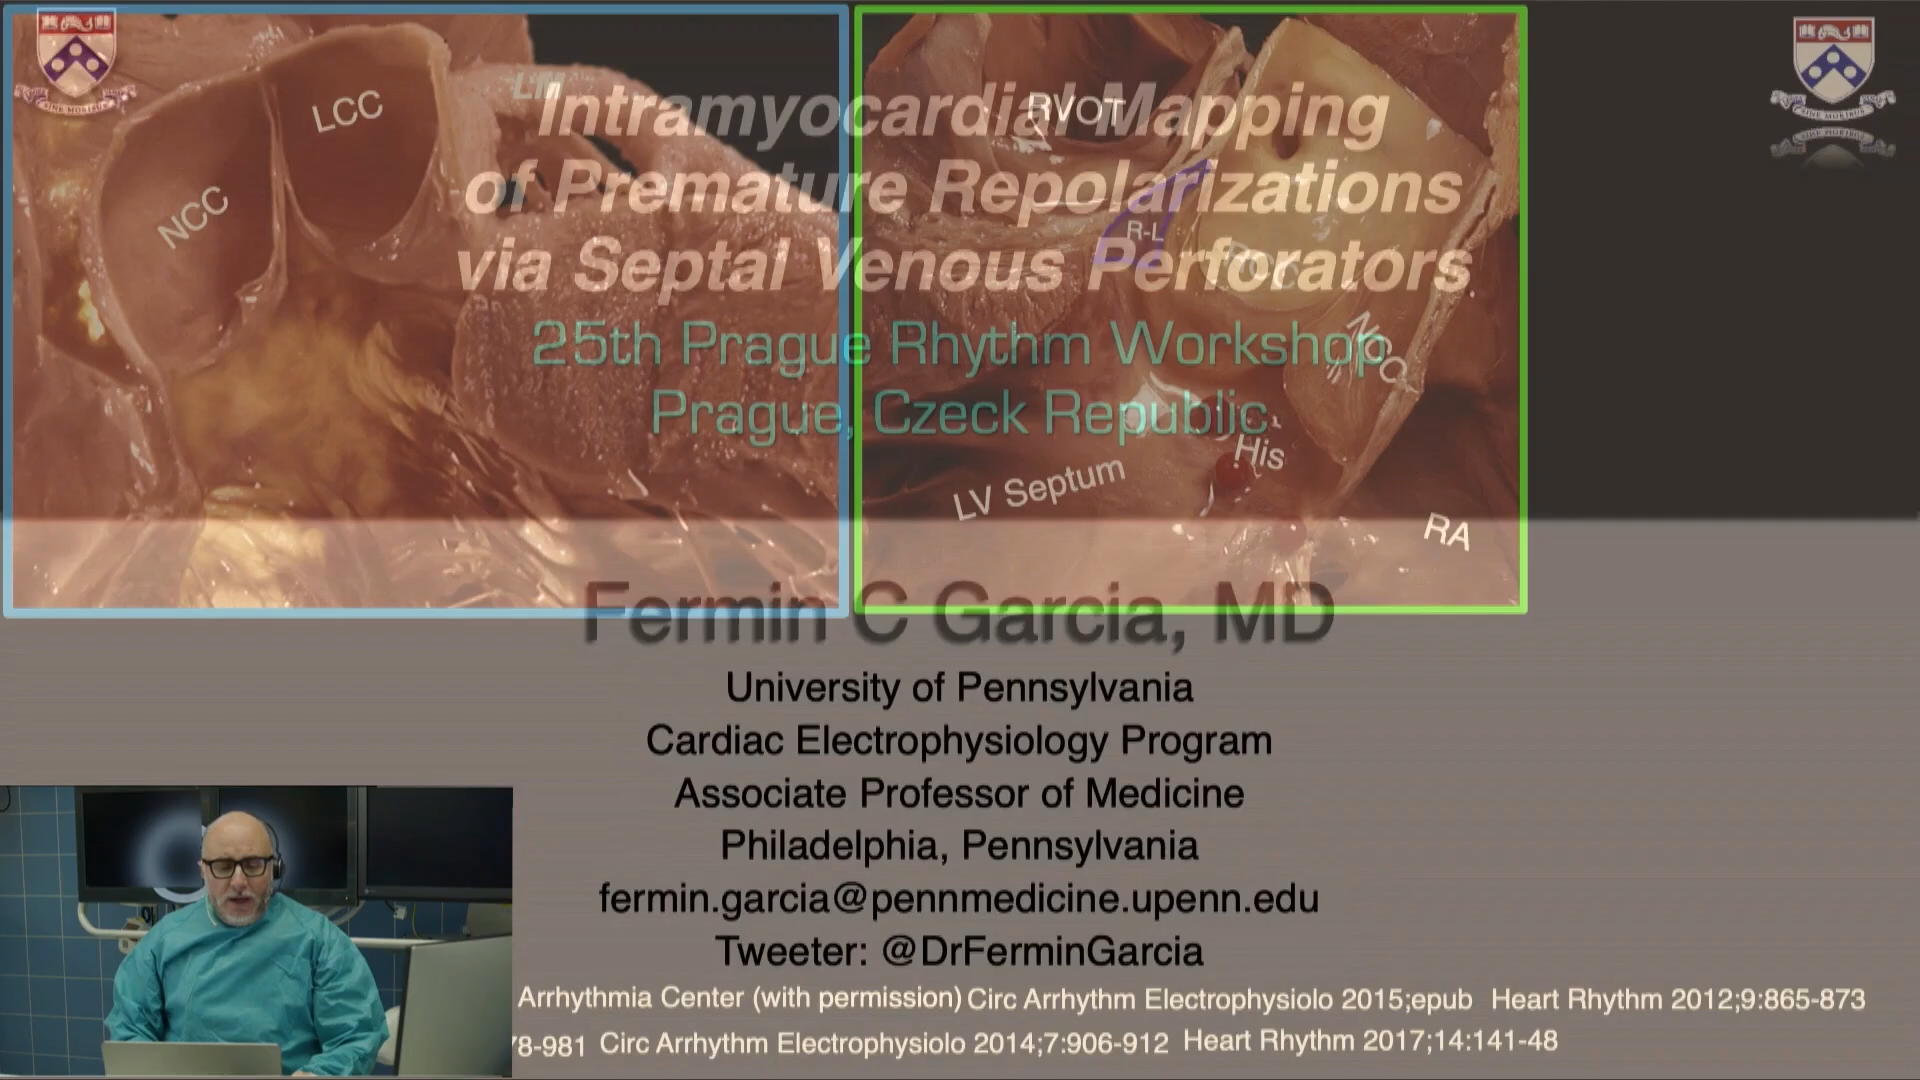 LCC
NCC
RVOT
Intramyocardial Mapping
of Premature Repolarizations
via Septal Venous Perforators
R-L
RCC
NCC
25th Prague Rhythm Workshop
Prague, Czeck Republic
His
LV Septum
RA
Fermin C Garcia, MD
University of Pennsylvania
Cardiac Electrophysiology Program
Associate Professor of Medicine
Philadelphia, Pennsylvania
fermin.garcia@pennmedicine.upenn.edu
Tweeter: @DrFerminGarcia
Arrhythmia Center (with permission) Circ Arrhythm Electrophysiolo 2015;epub Heart Rhythm 2012;9:865-873
78-981 Circ Arrhythm Electrophysiolo 2014;7:906-912 Heart Rhythm 2017;14:141-48